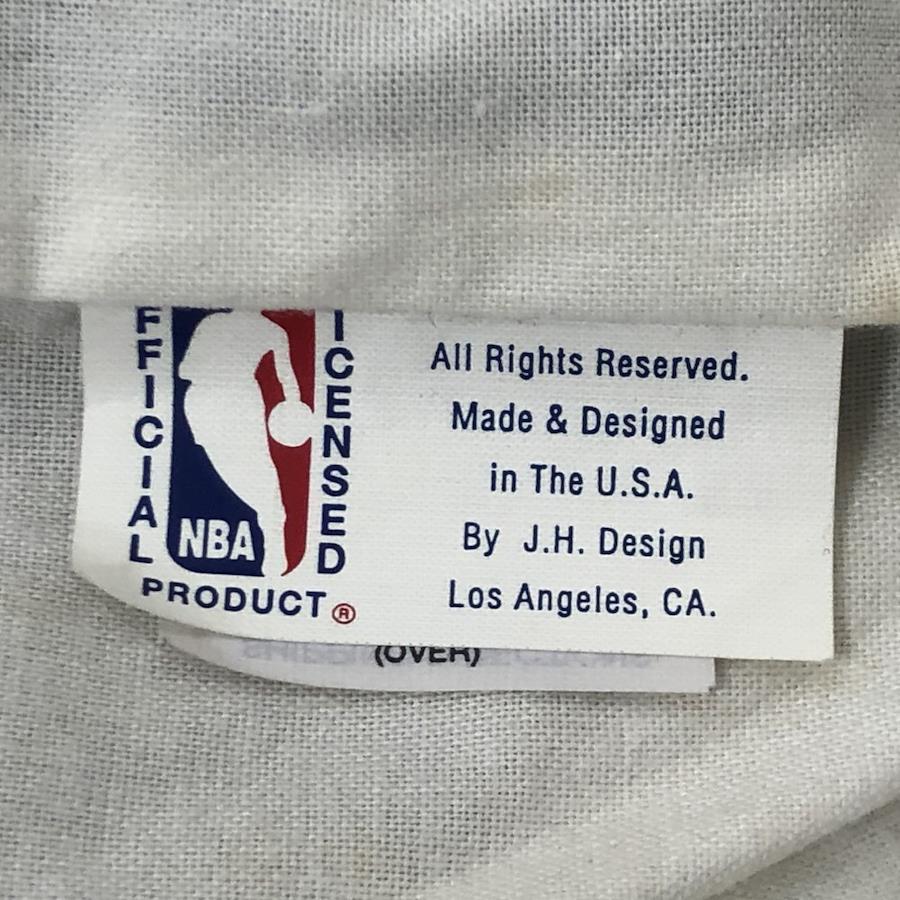 FFICIAL
ICENSED
NBA
PRODUCT ®
All Rights Reserved.
Made & Designed
in The U.S.A.
By J.H. Design
Los Angeles, CA.
(OVER)